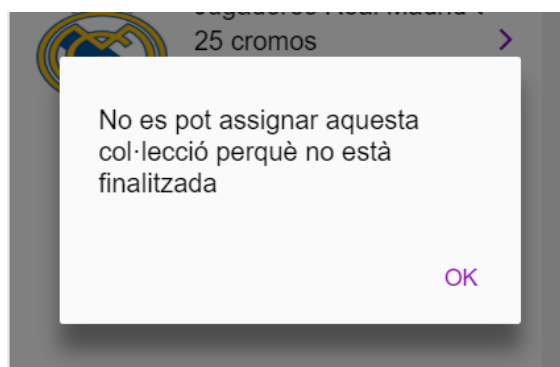 25 cromos
No es pot assignar aquesta
col·lecció perquè no està
finalitzada
OK